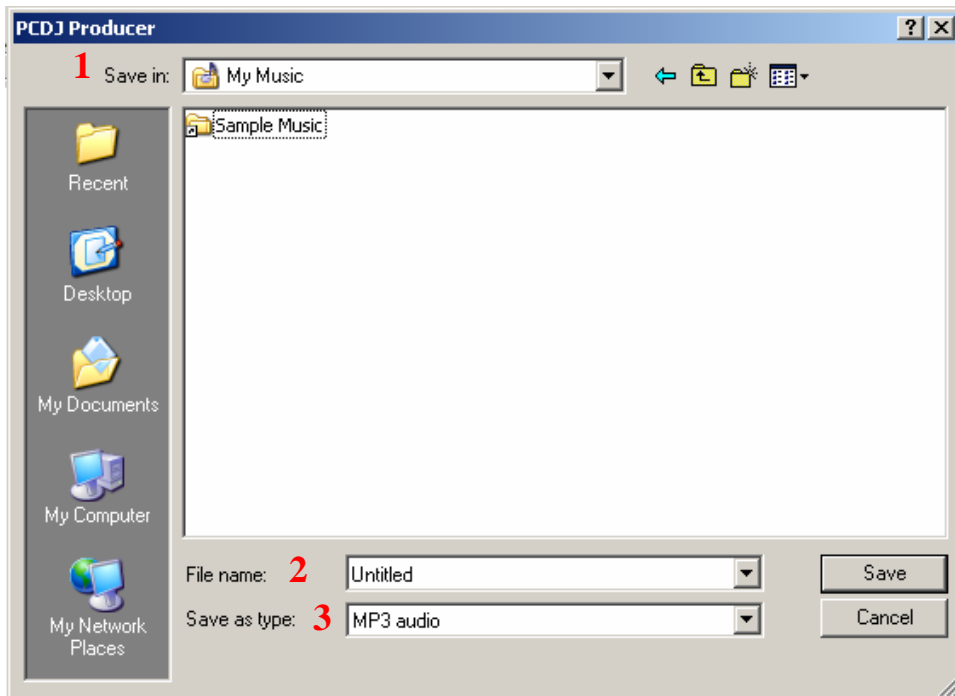 PCDJ Producer
1 Save in: My Music
Sample Music
Recent
Desktop
My Documents
My Computer
My Network
Places
File name: 2 Untitled Save
Save as type: 3 MP3 audio Cancel